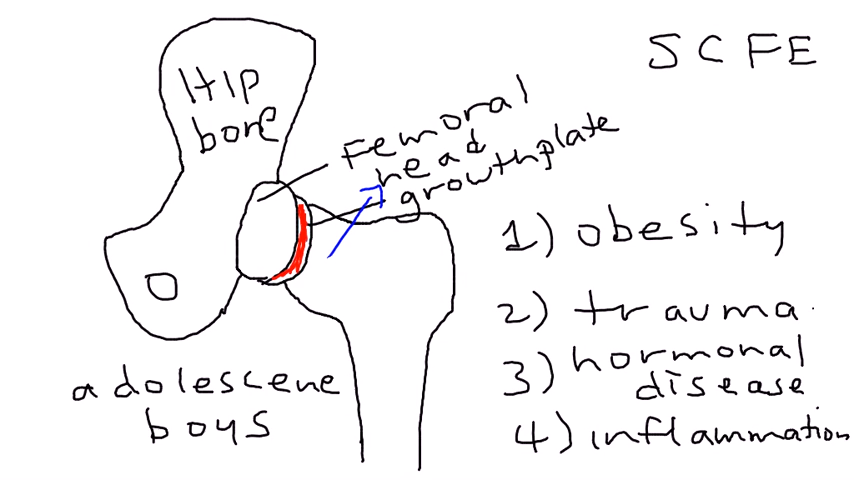 SCFE
Hip
bone
Femoral
head
growthplate
1) obesity
2) trauma
3) hormonal
disease
4) inflammation
adolescene
boys